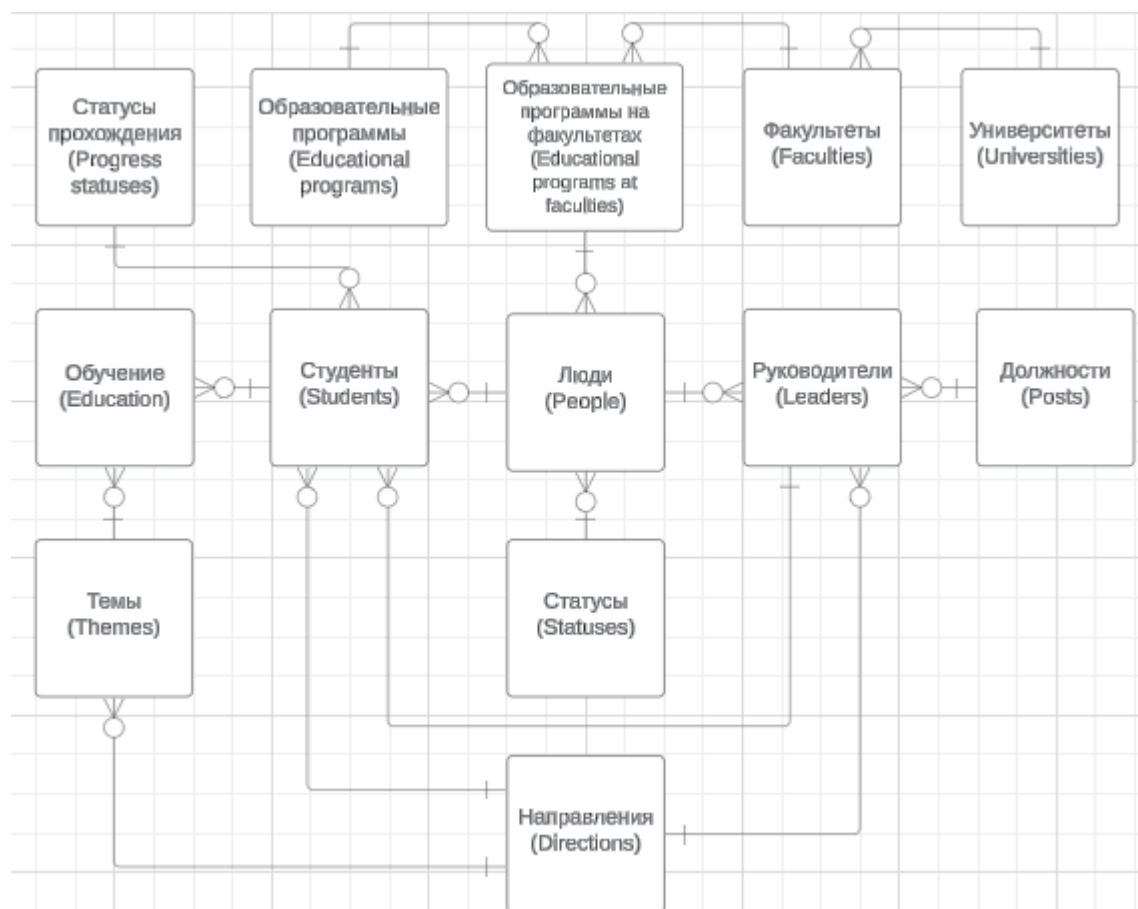 Статусы
прохождения
(Progress
statuses)
Образовательные
программы
(Educational
programs)
Образовательные
программы на
факультетах
(Educational
programs at
faculties)
Факультеты
(Faculties)
Университеты
(Universities)
Обучение
(Education)
Студенты
(Students)
Люди
(People)
Руководители
(Leaders)
Должности
(Posts)
Темы
(Themes)
Статусы
(Statuses)
Направления
(Directions)